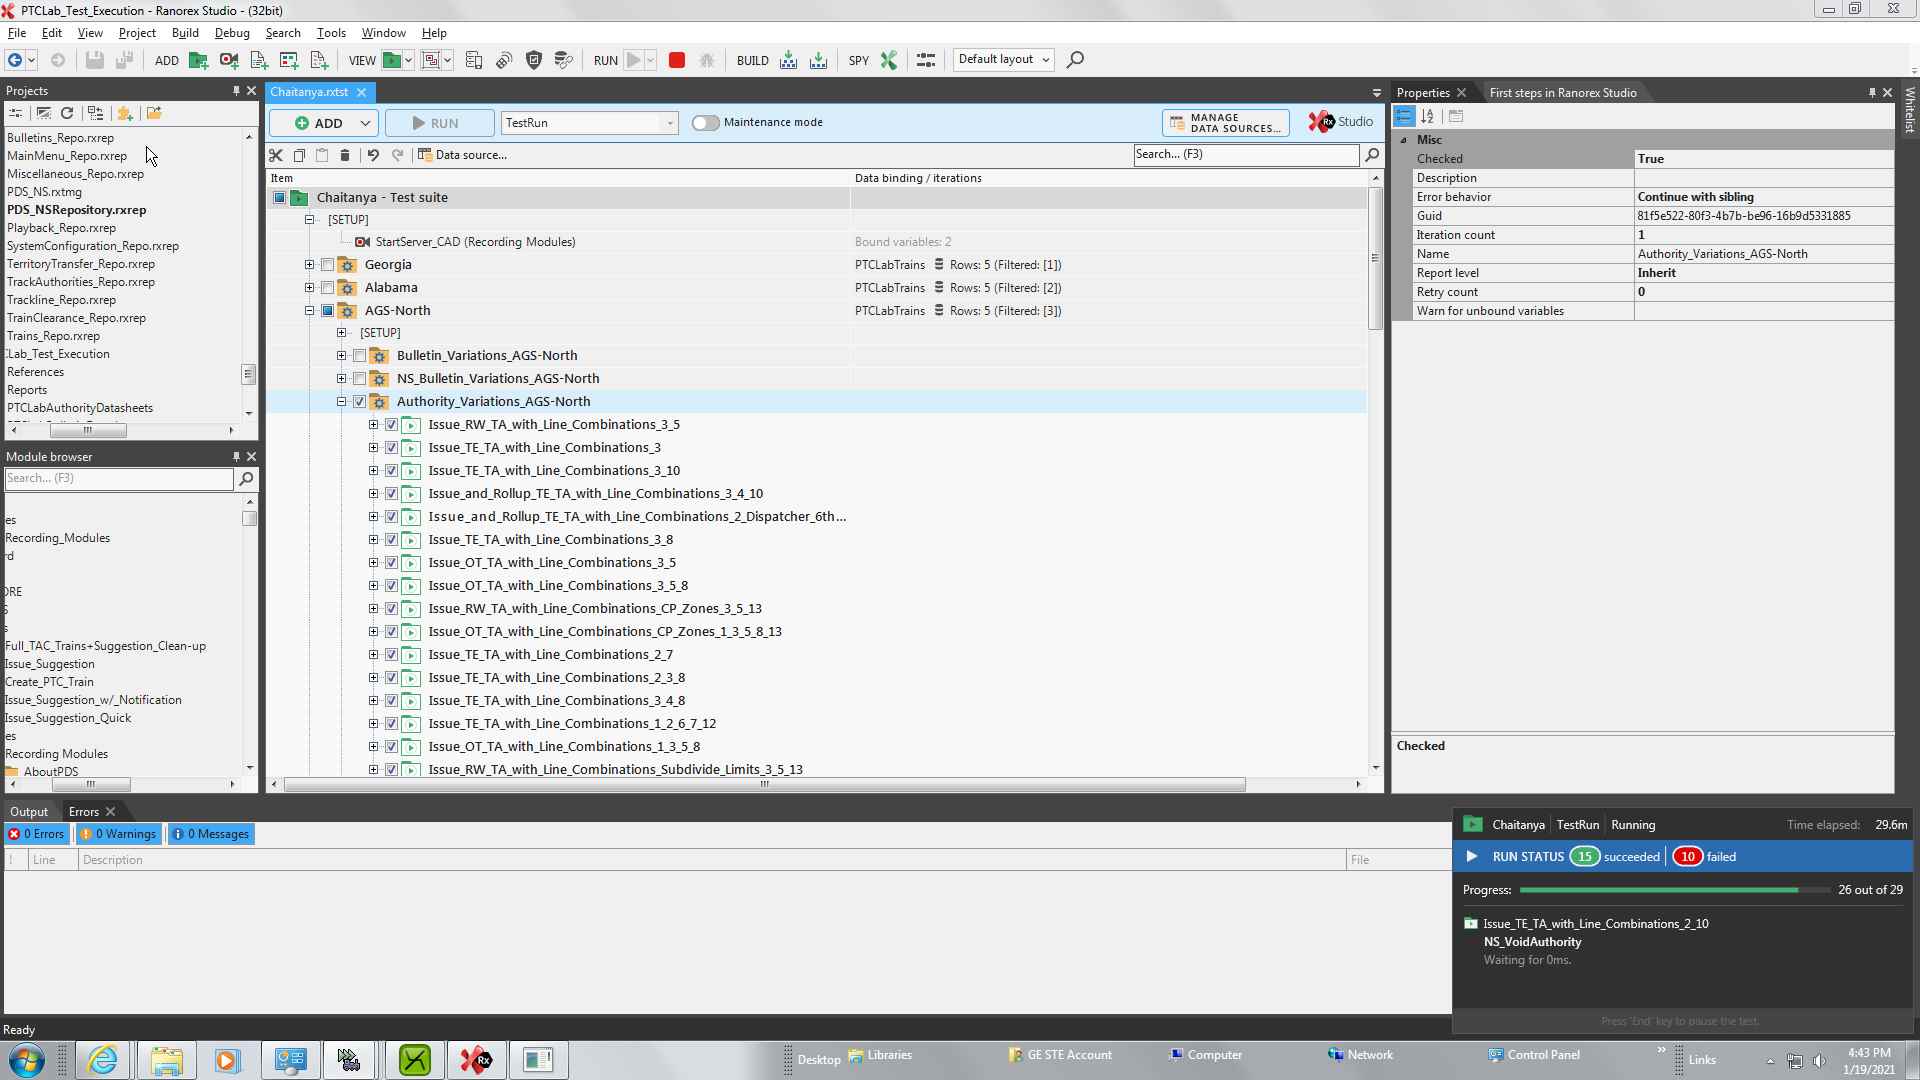 PTCLab_Test_Execution - Ranorex Studio - (32bit)
File Edit View Project Build Debug Search Tools Window Help
ADD VIEW RUN BUILD SPY Default layout
Projects
Bulletins_Repo.rxrep
MainMenu_Repo.rxrep
Miscellaneous_Repo.rxrep
PDS_NS.rxtmg
PDS_NSRepository.rxrep
Playback_Repo.rxrep
SystemConfiguration_Repo.rxrep
TerritoryTransfer_Repo.rxrep
TrackAuthorities_Repo.rxrep
Trackline_Repo.rxrep
TrainClearance_Repo.rxrep
Trains_Repo.rxrep
Lab_Test_Execution
References
Reports
PTCLabAuthorityDatasheets
Module browser
Search... (F3)
es
Recording_Modules
rd
ORE
S
s
Full_TAC_Trains+Suggestion_Clean-up
Issue_Suggestion
Create_PTC_Train
Issue_Suggestion_w/_Notification
Issue_Suggestion_Quick
es
Recording Modules
AboutPDS
Chaitanya.rxtst
ADD RUN TestRun Maintenance mode MANAGE
DATA SOURCES... Rx Studio
Data source... Search... (F3)
Item Data binding / iterations
Chaitanya - Test suite
[SETUP]
StartServer_CAD (Recording Modules) Bound variables: 2
Georgia PTCLabTrains Rows: 5 (Filtered: [1])
Alabama PTCLabTrains Rows: 5 (Filtered: [2])
AGS-North PTCLabTrains Rows: 5 (Filtered: [3])
[SETUP]
Bulletin_Variations_AGS-North
NS_Bulletin_Variations_AGS-North
Authority_Variations_AGS-North
Issue_RW_TA_with_Line_Combinations_3_5
Issue_TE_TA_with_Line_Combinations_3
Issue_TE_TA_with_Line_Combinations_3_10
Issue_and_Rollup_TE_TA_with_Line_Combinations_3_4_10
Issue_and_Rollup_TE_TA_with_Line_Combinations_2_Dispatcher_6th...
Issue_TE_TA_with_Line_Combinations_3_8
Issue_OT_TA_with_Line_Combinations_3_5
Issue_OT_TA_with_Line_Combinations_3_5_8
Issue_RW_TA_with_Line_Combinations_CP_Zones_3_5_13
Issue_OT_TA_with_Line_Combinations_CP_Zones_1_3_5_8_13
Issue_TE_TA_with_Line_Combinations_2_7
Issue_TE_TA_with_Line_Combinations_2_3_8
Issue_TE_TA_with_Line_Combinations_3_4_8
Issue_TE_TA_with_Line_Combinations_1_2_6_7_12
Issue_OT_TA_with_Line_Combinations_1_3_5_8
Issue_RW_TA_with_Line_Combinations_Subdivide_Limits_3_5_13
Properties First steps in Ranorex Studio
Whitelist
Misc
Checked True
Description
Error behavior Continue with sibling
Guid 81f5e522-80f3-4b7b-be96-16b9d5331885
Iteration count 1
Name Authority_Variations_AGS-North
Report level Inherit
Retry count 0
Warn for unbound variables
Checked
Output Errors
0 Errors 0 Warnings 0 Messages
! Line Description File
Chaitanya TestRun Running Time elapsed: 29.6m
RUN STATUS 15 succeeded 10 failed
Progress: 26 out of 29
Issue_TE_TA_with_Line_Combinations_2_10
NS_VoidAuthority
Waiting for 0ms.
Press 'End' key to pause the test.
Ready
Desktop Libraries GE STE Account Computer Network Control Panel Links
4:43 PM
1/19/2021